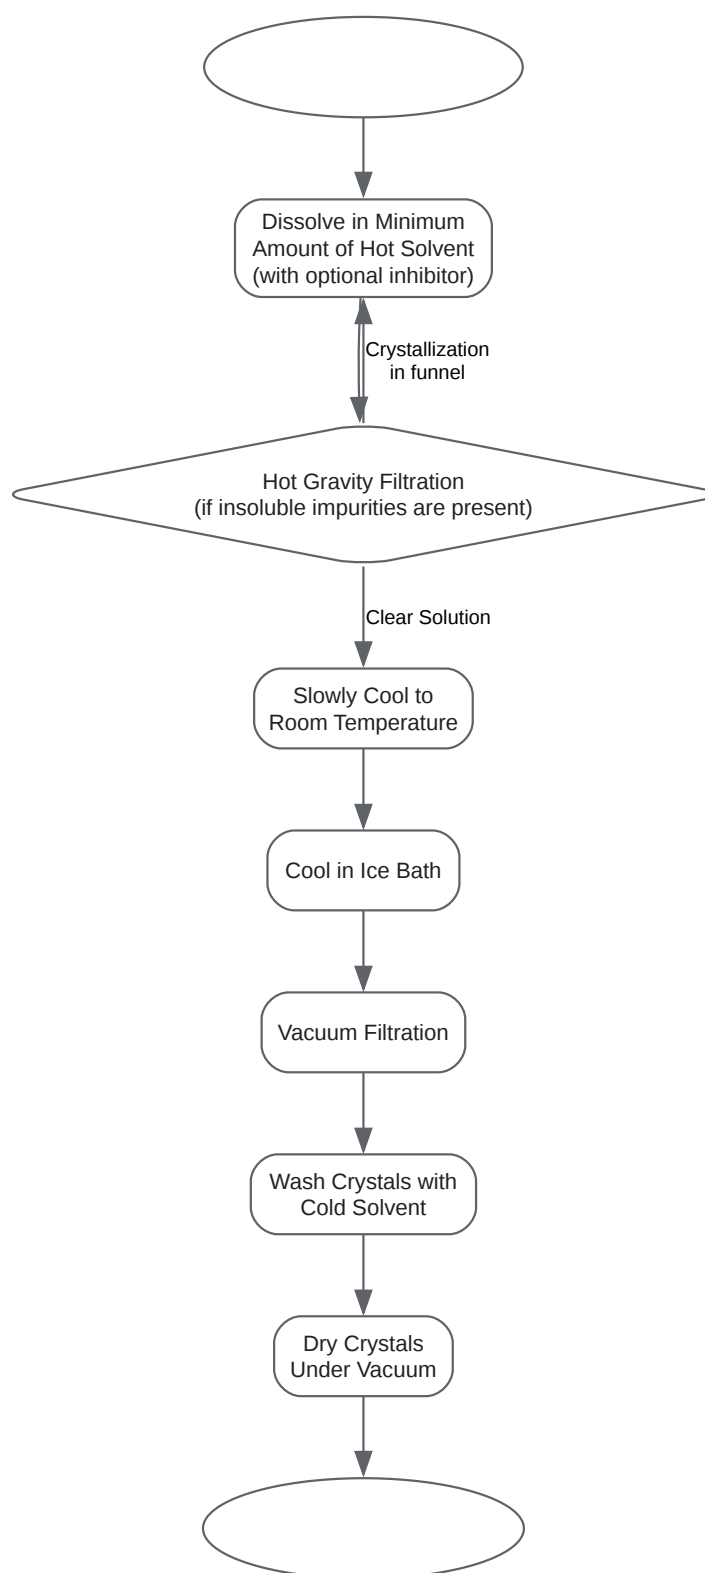 Dissolve in Minimum
Amount of Hot Solvent
(with optional inhibitor)
Crystallization
in funnel
Hot Gravity Filtration
(if insoluble impurities are present)
Clear Solution
Slowly Cool to
Room Temperature
Cool in Ice Bath
Vacuum Filtration
Wash Crystals with
Cold Solvent
Dry Crystals
Under Vacuum